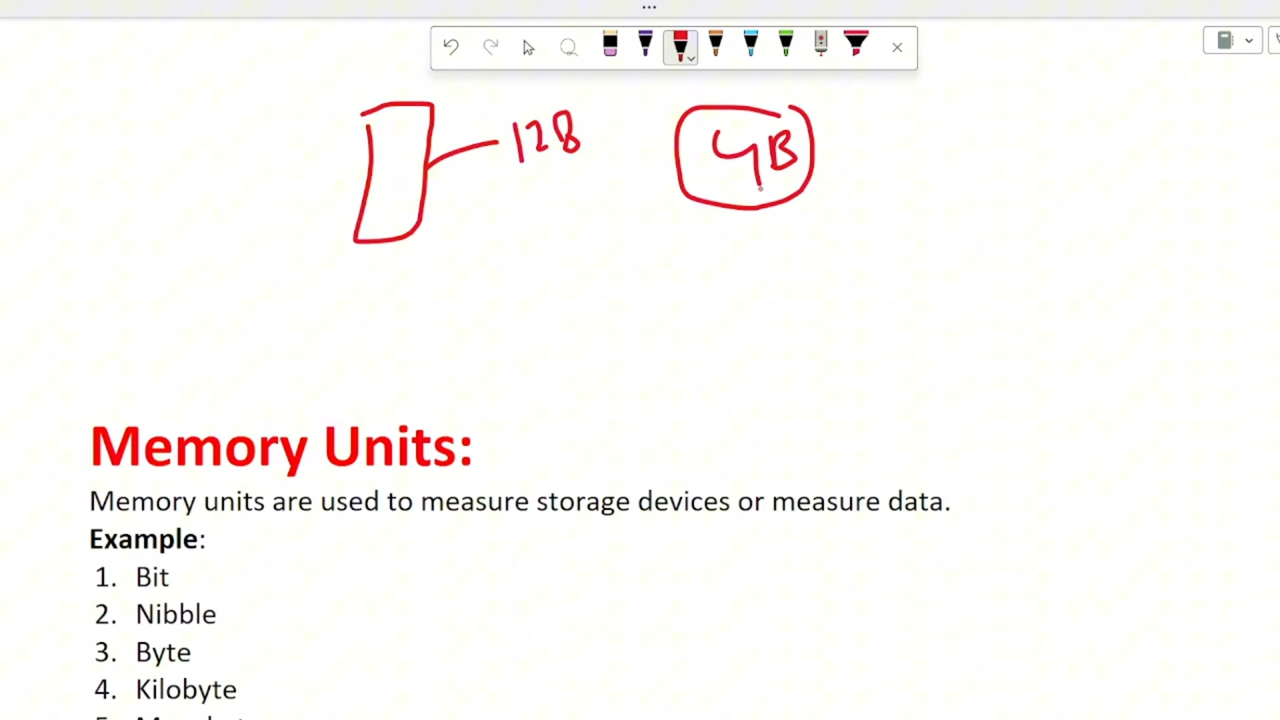 128 GB
Memory Units:
Memory units are used to measure storage devices or measure data.
Example:
1. Bit
2. Nibble
3. Byte
4. Kilobyte